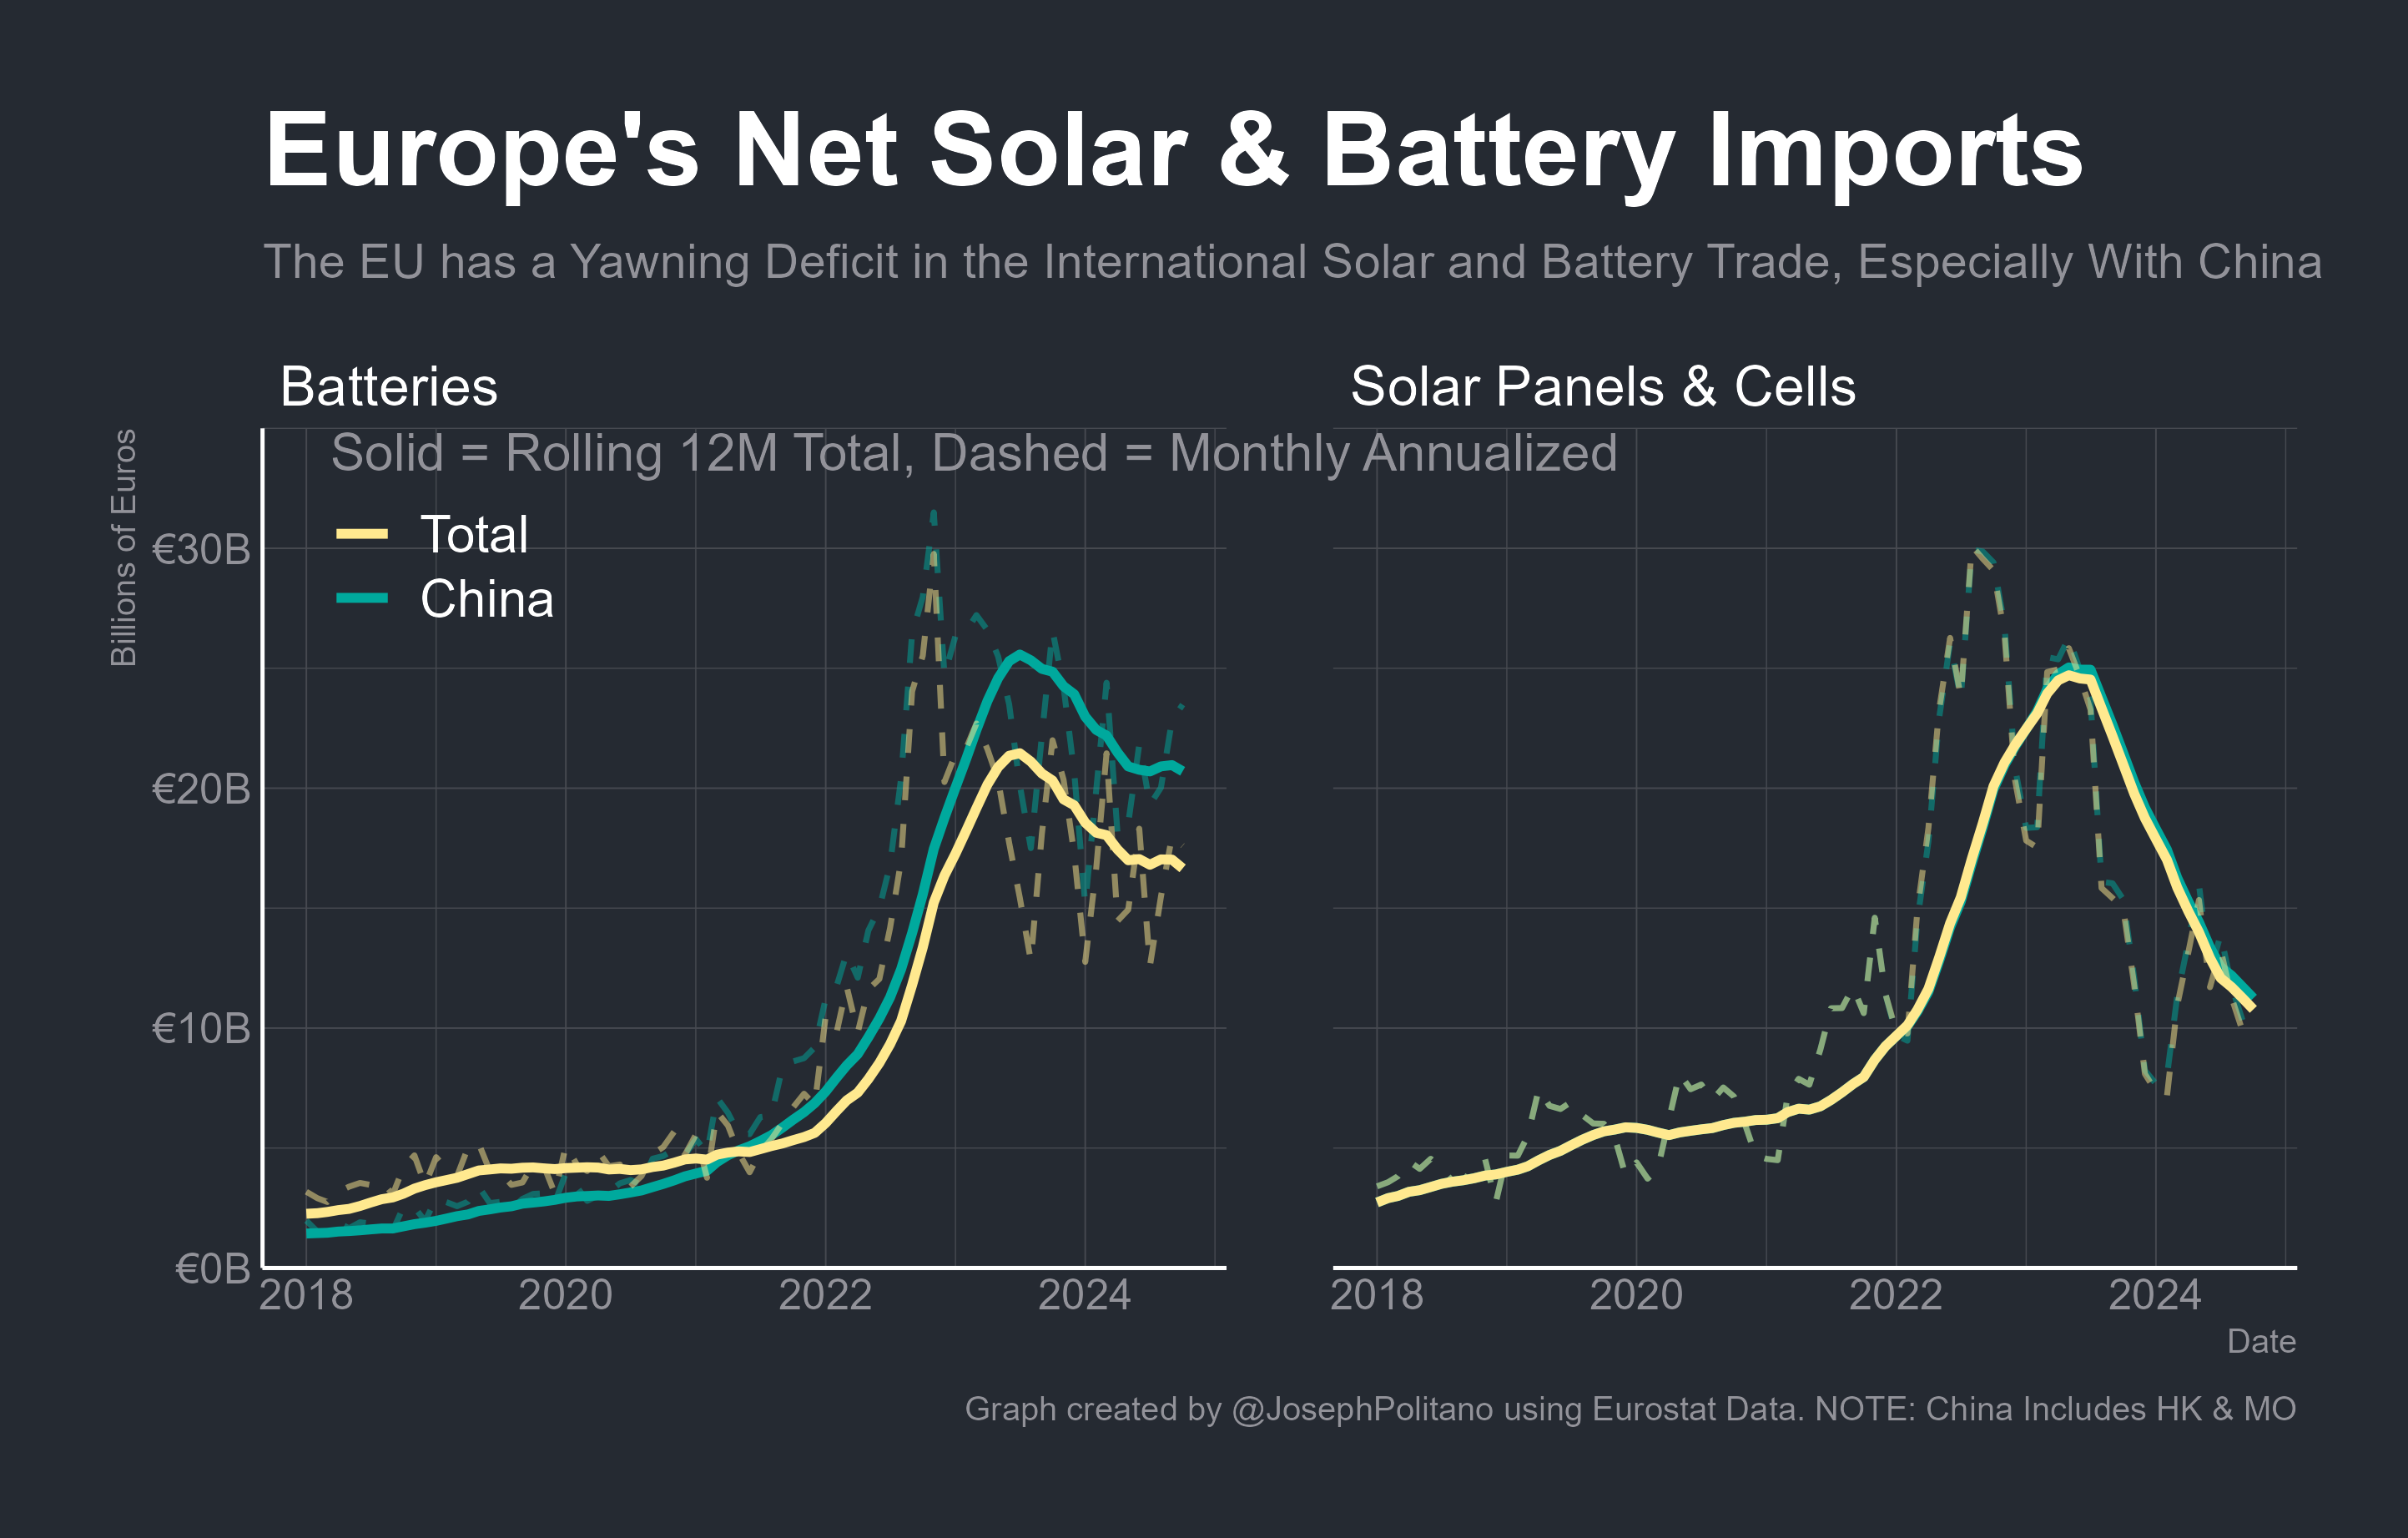 Europe's Net Solar & Battery Imports
The EU has a Yawning Deficit in the International Solar and Battery Trade, Especially With China
Batteries
Solar Panels & Cells
Billions of Euros
Solid = Rolling 12M Total, Dashed = Monthly Annualized
Total
China
€30B
€20B
€10B
€0B
2018 2020 2022 2024
2018 2020 2022 2024
Date
Graph created by @JosephPolitano using Eurostat Data. NOTE: China Includes HK & MO